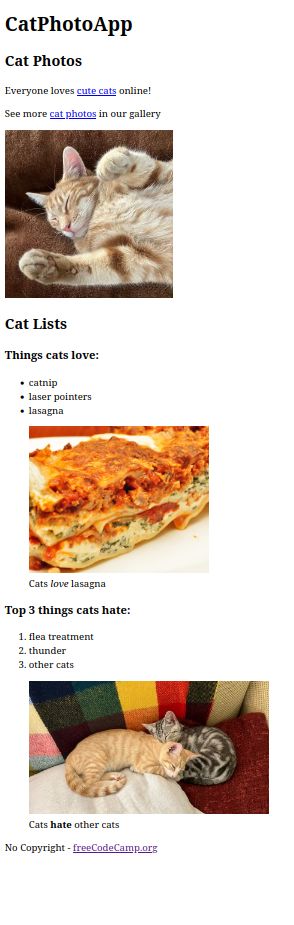 CatPhotoApp
Cat Photos
Everyone loves cute cats online!
See more cat photos in our gallery
Cat Lists
Things cats love:
• catnip
• laser pointers
• lasagna
Cats love lasagna
Top 3 things cats hate:
1. flea treatment
2. thunder
3. other cats
Cats hate other cats
No Copyright - freeCodeCamp.org